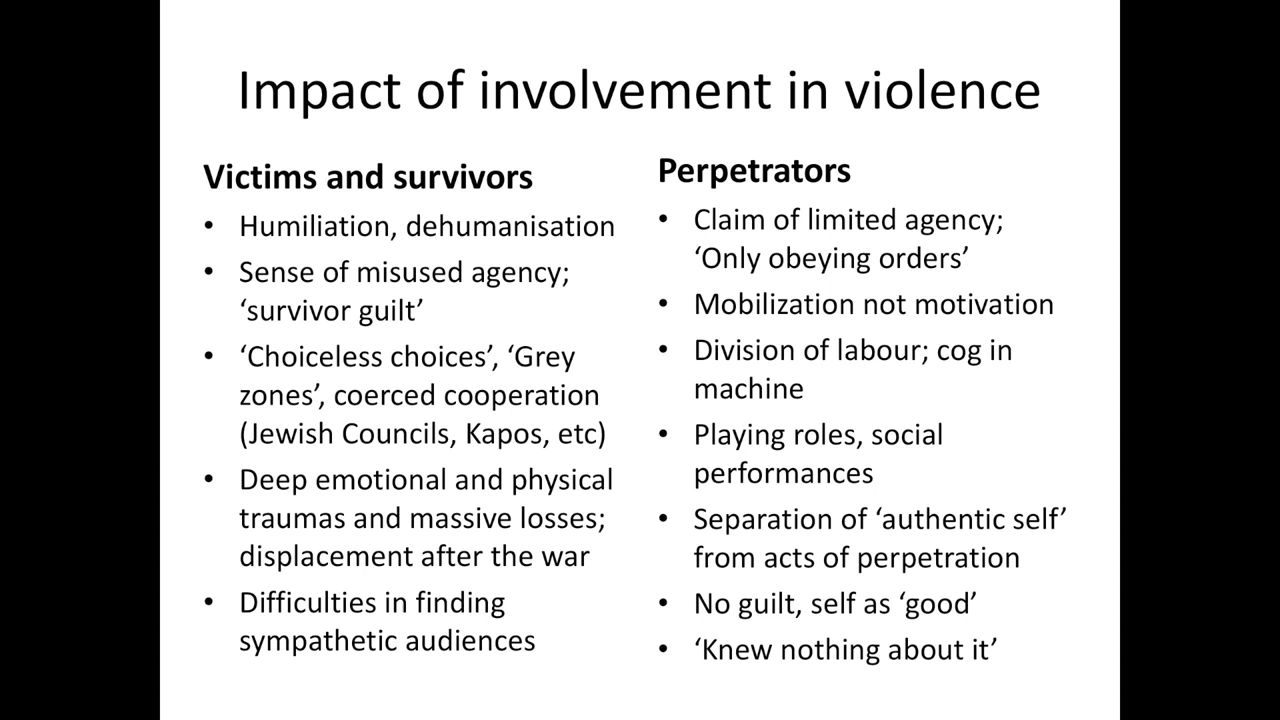 Impact of involvement in violence
Victims and survivors
• Humiliation, dehumanisation
• Sense of misused agency;
‘survivor guilt’
• ‘Choiceless choices’, ‘Grey
zones’, coerced cooperation
(Jewish Councils, Kapos, etc)
• Deep emotional and physical
traumas and massive losses;
displacement after the war
• Difficulties in finding
sympathetic audiences
Perpetrators
• Claim of limited agency;
‘Only obeying orders’
• Mobilization not motivation
• Division of labour; cog in
machine
• Playing roles, social
performances
• Separation of ‘authentic self’
from acts of perpetration
• No guilt, self as ‘good’
• ‘Knew nothing about it’